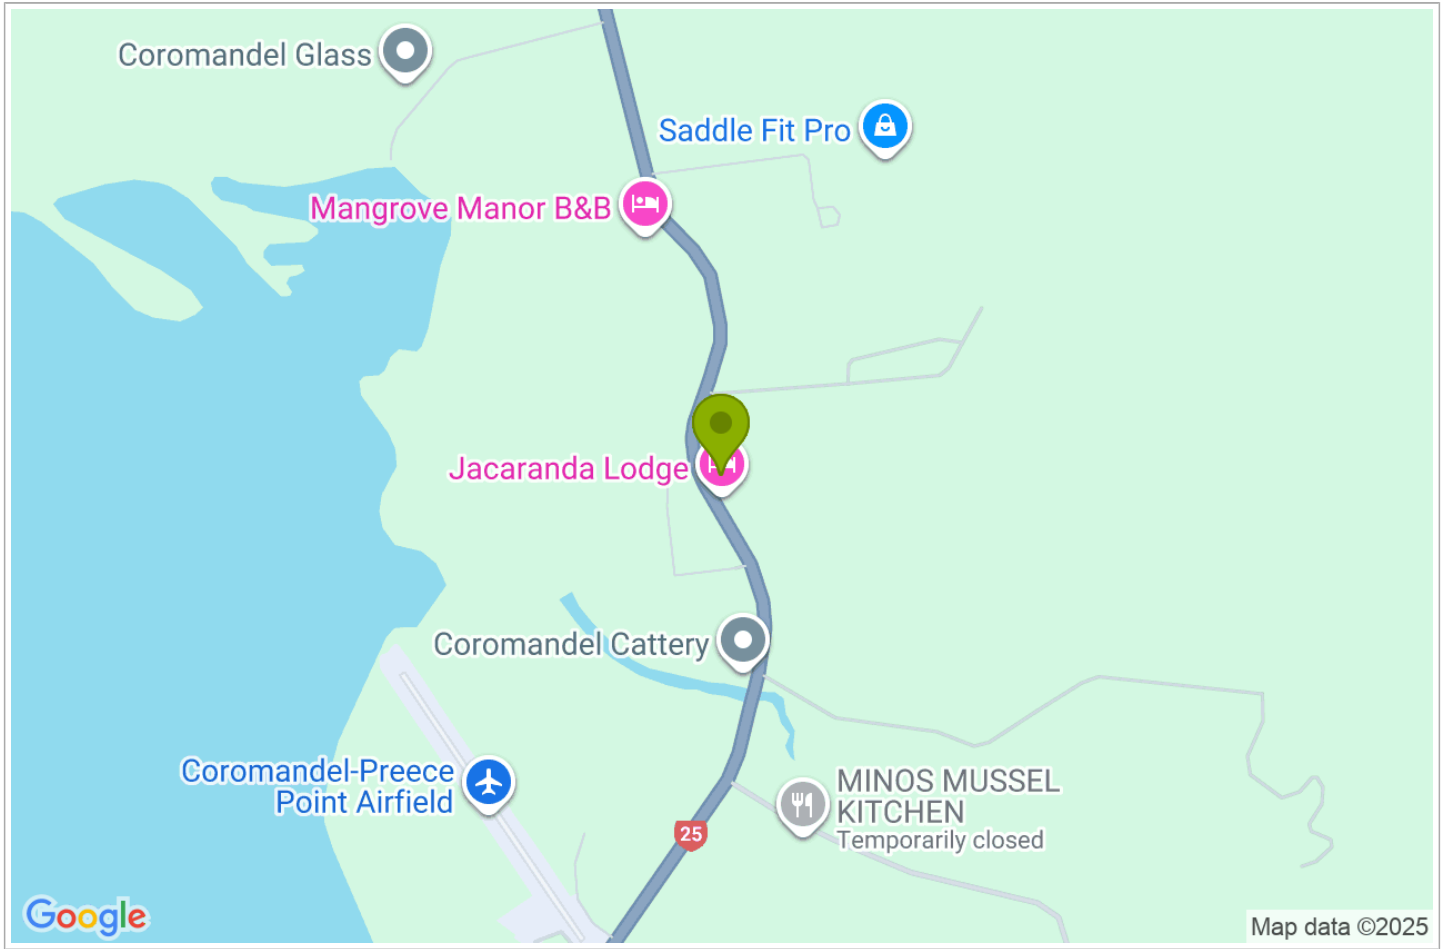 Coromandel Glass
Saddle Fit Pro
Mangrove Manor B&B
Jacaranda Lodge
Coromandel Cattery
Coromandel-Preece
Point Airfield
MINOS MUSSEL
KITCHEN
Temporarily closed
25
Google
Map data ©2025